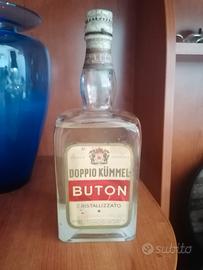 DOPPIO KÜMMEL
BUTON
CRISTALLIZZATO
subito